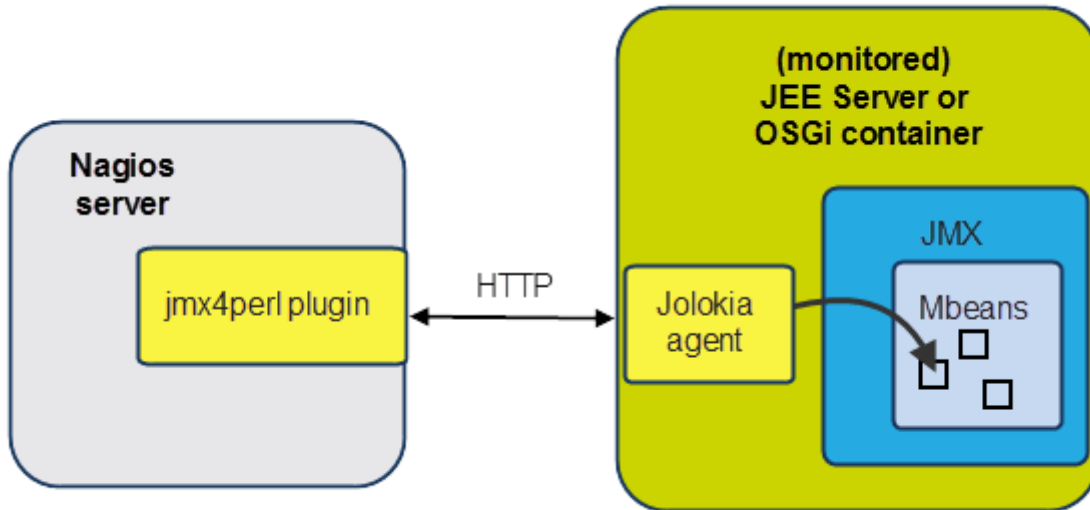 Nagios
server
jmx4perl plugin
HTTP
(monitored)
JEE Server or
OSGi container
Jolokia
agent
JMX
Mbeans